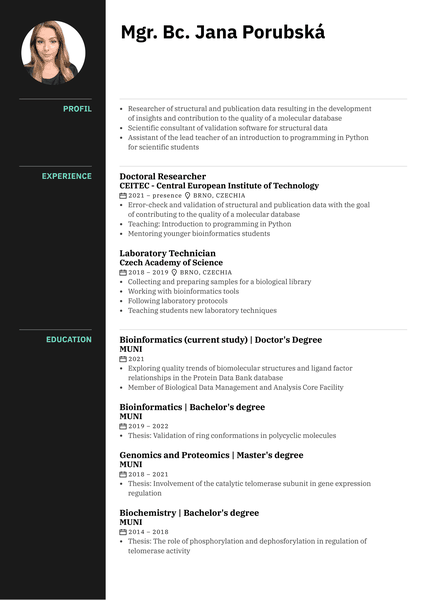 Mgr. Bc. Jana Porubská
PROFIL
• Researcher of structural and publication data resulting in the development
of insights and contribution to the quality of a molecular database
• Scientific consultant of validation software for structural data
• Assistant of the lead teacher of an introduction to programming in Python
for scientific students
EXPERIENCE
Doctoral Researcher
CEITEC - Central European Institute of Technology
2021 – presence BRNO, CZECHIA
• Error-check and validation of structural and publication data with the goal
of contributing to the quality of a molecular database
• Teaching: Introduction to programming in Python
• Mentoring younger bioinformatics students
Laboratory Technician
Czech Academy of Science
2018 – 2019 BRNO, CZECHIA
• Collecting and preparing samples for a biological library
• Working with bioinformatics tools
• Following laboratory protocols
• Teaching students new laboratory techniques
EDUCATION
Bioinformatics (current study) | Doctor's Degree
MUNI
2021
• Exploring quality trends of biomolecular structures and ligand factor
relationships in the Protein Data Bank database
• Member of Biological Data Management and Analysis Core Facility
Bioinformatics | Bachelor's degree
MUNI
2019 – 2022
• Thesis: Validation of ring conformations in polycyclic molecules
Genomics and Proteomics | Master's degree
MUNI
2018 – 2021
• Thesis: Involvement of the catalytic telomerase subunit in gene expression
regulation
Biochemistry | Bachelor's degree
MUNI
2014 – 2018
• Thesis: The role of phosphorylation and dephosforylation in regulation of
telomerase activity